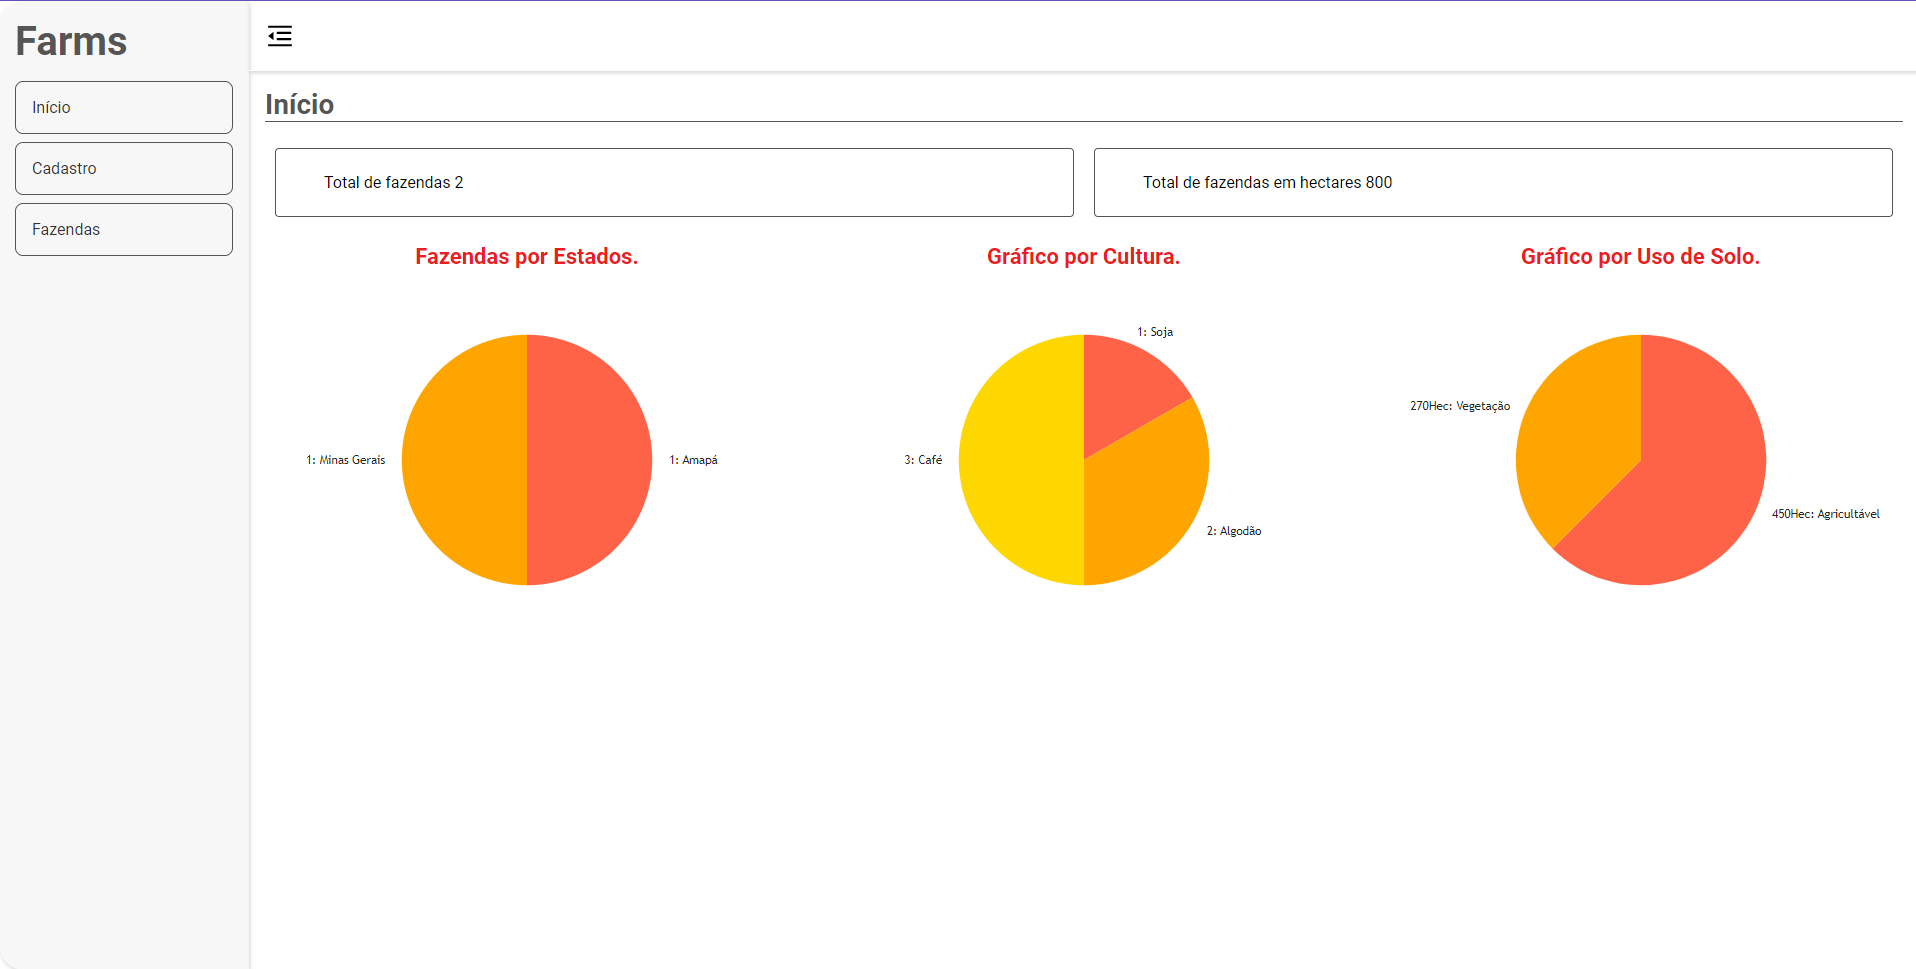 Farms
Início
Cadastro
Fazendas
Início
Total de fazendas 2
Total de fazendas em hectares 800
Fazendas por Estados.
1: Minas Gerais
1: Amapá
Gráfico por Cultura.
1: Soja
3: Café
2: Algodão
Gráfico por Uso de Solo.
270Hec: Vegetação
450Hec: Agricultável